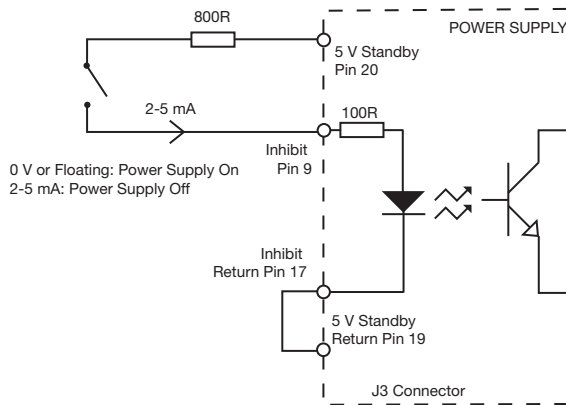 800R
POWER SUPPLY
5 V Standby
Pin 20
2-5 mA
100R
Inhibit
Pin 9
0 V or Floating: Power Supply On
2-5 mA: Power Supply Off
Inhibit
Return Pin 17
5 V Standby
Return Pin 19
J3 Connector